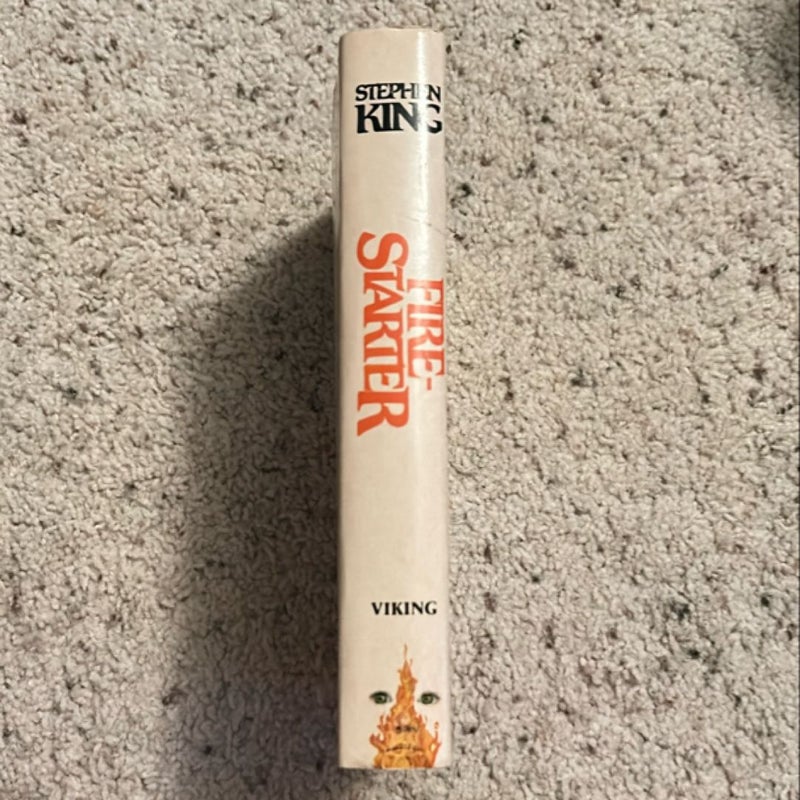 STEPHEN
KING
FIRE-
STARTER
VIKING